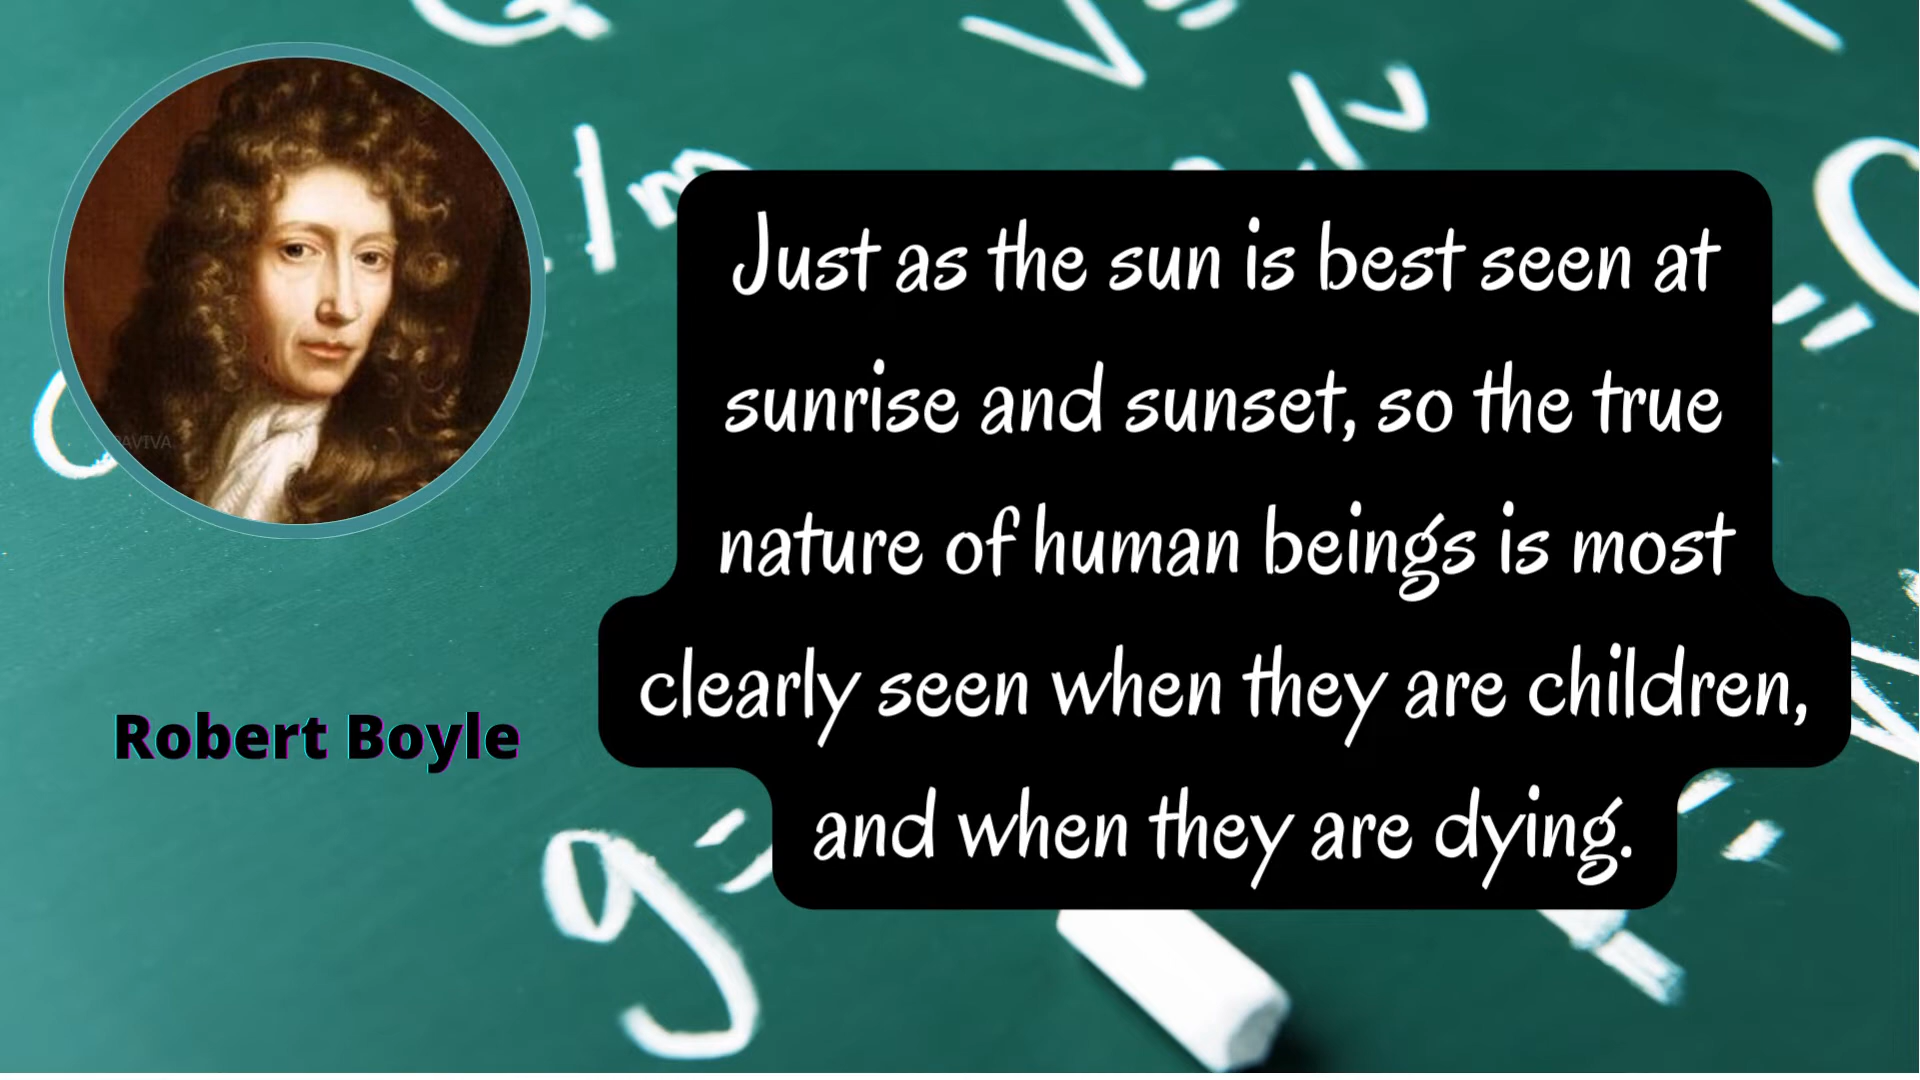 Just as the sun is best seen at
sunrise and sunset, so the true
nature of human beings is most
clearly seen when they are children,
and when they are dying.
Robert Boyle
AVIVA